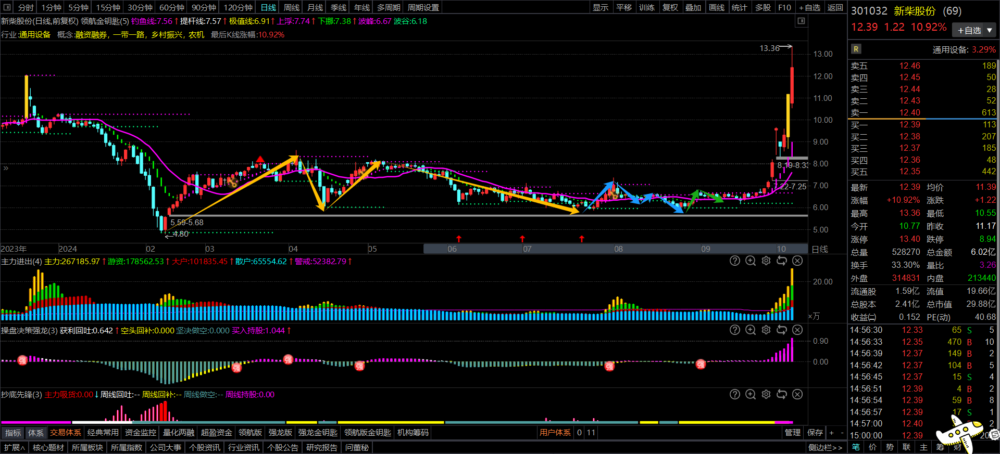 分时 1分钟 5分钟 15分钟 30分钟 60分钟 90分钟 120分钟 日线 周线 月线 季线 年线 多周期 周期设置 显示 平移 训练 复权 叠加 画线 统计 多股 F10 +自选 返回
301032 新柴股份 (69)
新柴股份(日线,前复权) 领航金钥匙(5) 钓鱼线:7.56↑提杆线:7.57↑极值线:6.91↑上浮:7.74↑下挪:7.38↑波峰:6.67 波谷:6.18
12.39 1.22 10.92% +自选 ▼
行业:通用设备 概念:融资融券，一带一路，乡村振兴，农机 最后K线涨幅:10.92%
R 通用设备: 3.29%
13.36
13.00
12.00
11.00
10.00
9.00
8.00
7.00
6.00
5.00
8.19-8.33
7.22-7.25
5.59-5.68
4.80
»
2023年 2024 02 03 04 05 06 07 08 09 10 日线
主力进出(4) 主力:267185.97↑游资:178562.53↑大户:101835.45↑散户:65554.62↑警戒:52382.79↑
20.00
×万
操盘决策强龙(3) 获利回吐:0.642↑空头回补:0.000 坚决做空:0.000 买入持股:1.044↑
0.90
0.00
强 强 强 强 强 强
抄底先锋(3) 主力吸货:0.00↓周线回吐:-- 周线回补:-- 周线做空:-- 周线持股:0.00
指标 体系 交易体系 经典常用 资金监控 量化两融 超盈资金 领航版 强龙版 强龙金钥匙 领航版金钥匙 机构筹码 用户体系 0 11 管理 保存 + -
扩展∧ 核心题材 所属板块 所属指数 公司大事 个股资讯 行业资讯 个股公告 研究报告 问董秘 侧边栏>>
卖五 12.46 189
卖四 12.45 50
卖三 12.44 28
卖二 12.43 52
卖一 12.40 613
买一 12.39 113
买二 12.38 207
买三 12.37 185
买四 12.36 48
买五 12.35 442
最新 12.39 均价 11.39
涨幅 +10.92% 涨跌 +1.22
最高 13.36 最低 10.55
今开 10.77 昨收 11.17
涨停 13.40 跌停 8.94
总量 528270 总金额 6.02亿
换手 33.30% 量比 3.26
外盘 314831 内盘 213440
流通股 1.59亿 流值 19.66亿
总股本 2.41亿 总市值 29.88亿
收益㈡ 0.152 PE(动) 40.68
14:56:30 12.33 65 S 5
14:56:33 12.35 470 B 10
14:56:39 12.37 149 B 2
14:56:42 12.37 104 B 5
14:56:45 12.37 15 S 4
14:56:51 12.39 4 B 2
14:56:54 12.39 59 B 8
14:56:57 12.39 17 S 1
14:57:00 12.40 2
15:00:00 12.39
笔 价 势 联 主 筹 财